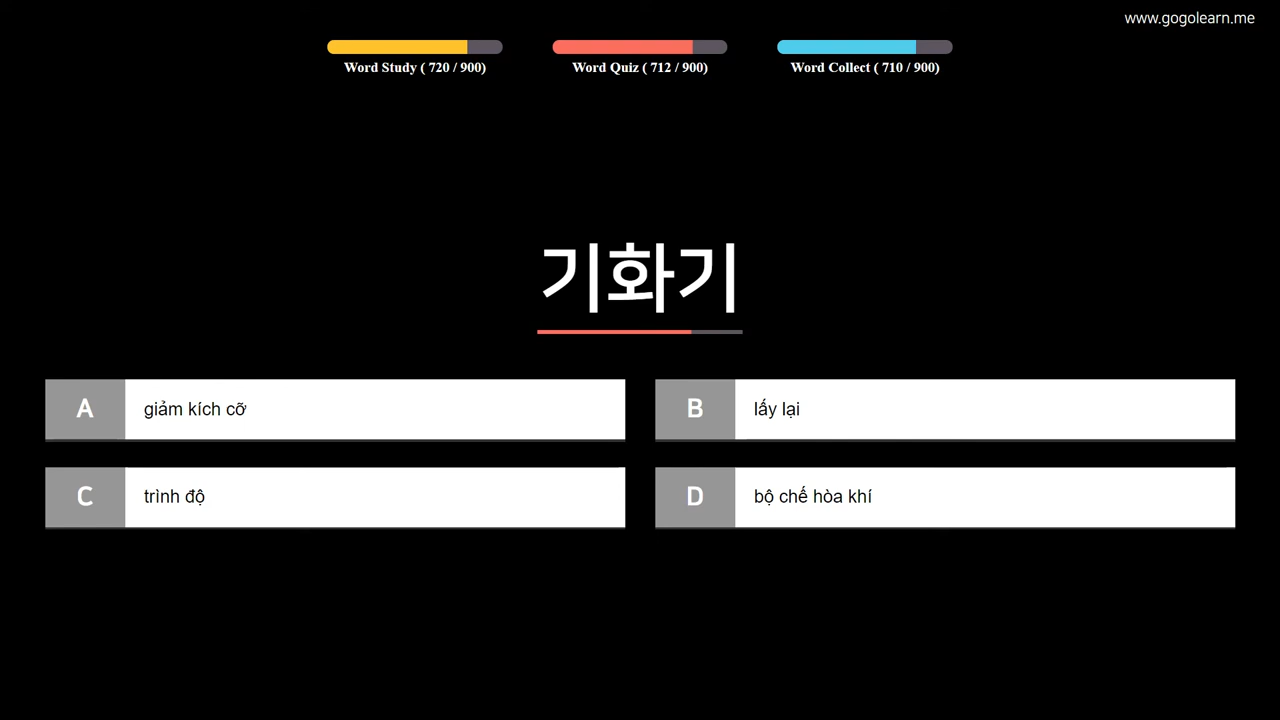 www.gogolearn.me
Word Study ( 720 / 900)
Word Quiz ( 712 / 900)
Word Collect ( 710 / 900)
기화기
A giảm kích cỡ
B lấy lại
C trình độ
D bộ chế hòa khí